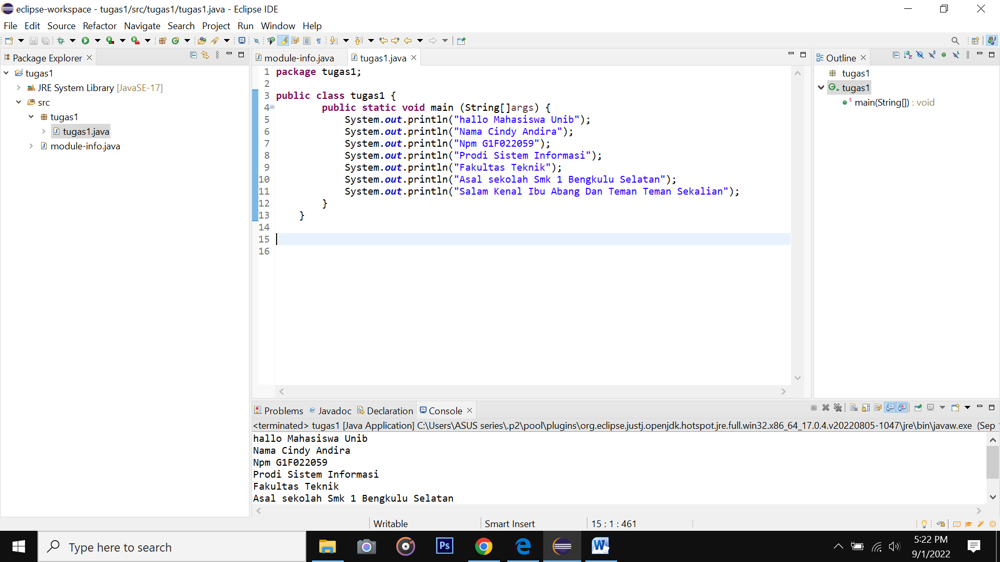 eclipse-workspace - tugas1/src/tugas1/tugas1.java - Eclipse IDE
File Edit Source Refactor Navigate Search Project Run Window Help
Package Explorer
tugas1
JRE System Library [JavaSE-17]
src
tugas1
tugas1.java
module-info.java
module-info.java tugas1.java
1 package tugas1;
2
3 public class tugas1 {
4 public static void main (String[]args) {
5 System.out.println("hallo Mahasiswa Unib");
6 System.out.println("Nama Cindy Andira");
7 System.out.println("Npm G1F022059");
8 System.out.println("Prodi Sistem Informasi");
9 System.out.println("Fakultas Teknik");
10 System.out.println("Asal sekolah Smk 1 Bengkulu Selatan");
11 System.out.println("Salam Kenal Ibu Abang Dan Teman Teman Sekalian");
12 }
13 }
14
15
16
Outline
tugas1
tugas1
main(String[]) : void
Problems @ Javadoc Declaration Console
<terminated> tugas1 [Java Application] C:\Users\ASUS series\.p2\pool\plugins\org.eclipse.justj.openjdk.hotspot.jre.full.win32.x86_64_17.0.4.v20220805-1047\jre\bin\javaw.exe (Sep
hallo Mahasiswa Unib
Nama Cindy Andira
Npm G1F022059
Prodi Sistem Informasi
Fakultas Teknik
Asal sekolah Smk 1 Bengkulu Selatan
Writable Smart Insert 15 : 1 : 461
Type here to search
Ps
W
5:22 PM
9/1/2022